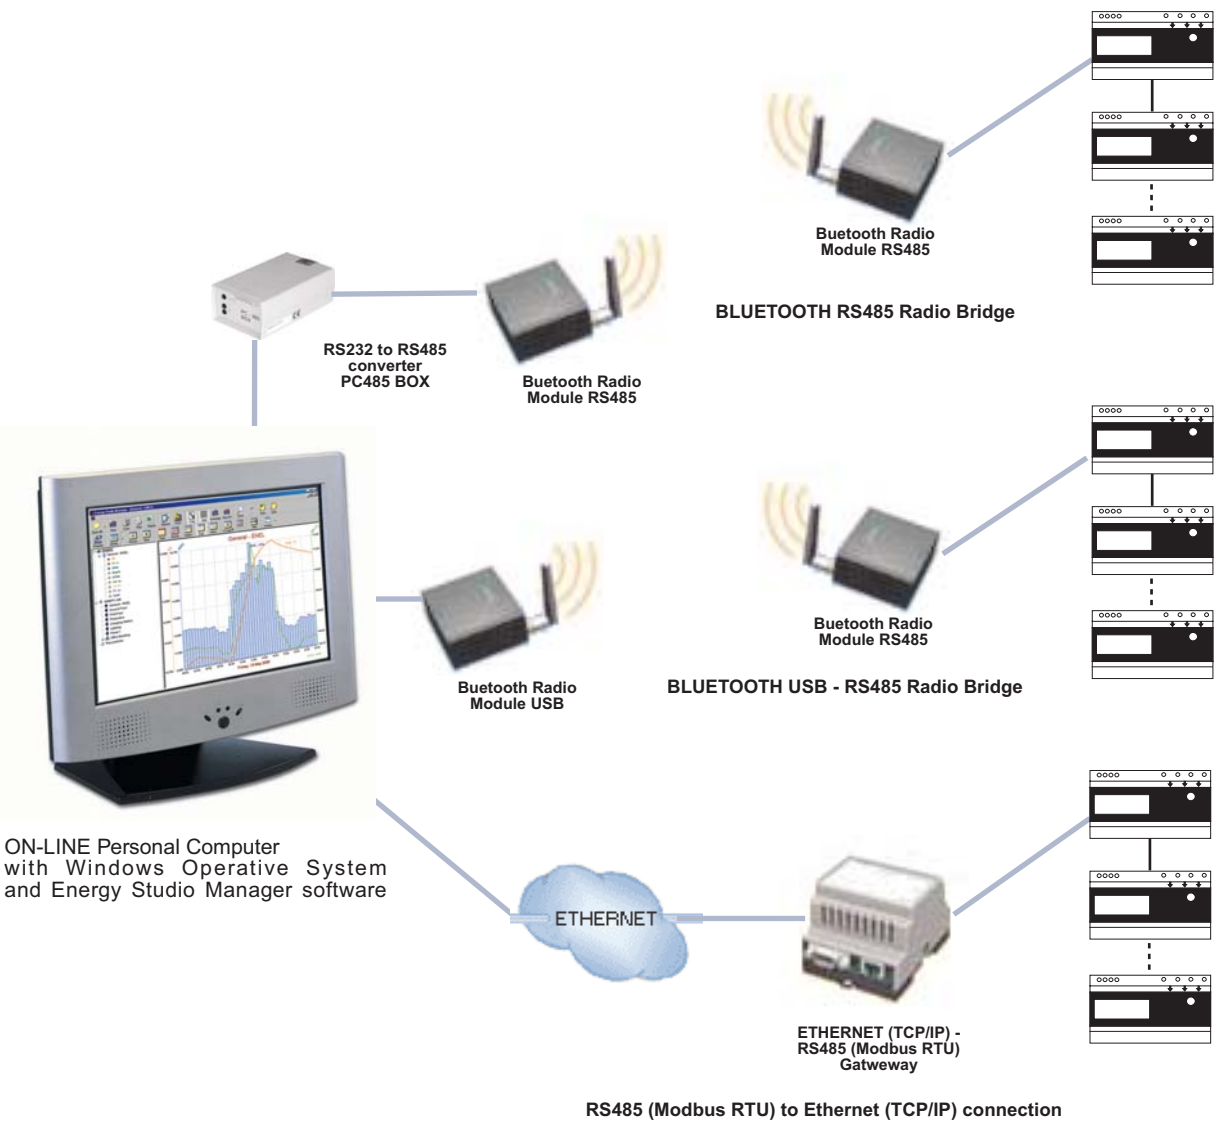 Buetooth Radio
Module RS485
BLUETOOTH RS485 Radio Bridge
RS232 to RS485
converter
PC485 BOX
Buetooth Radio
Module RS485
General - ENEL
Buetooth Radio
Module RS485
BLUETOOTH USB - RS485 Radio Bridge
Buetooth Radio
Module USB
ON-LINE Personal Computer
with Windows Operative System
and Energy Studio Manager software
ETHERNET
ETHERNET (TCP/IP) -
RS485 (Modbus RTU)
Gatweway
RS485 (Modbus RTU) to Ethernet (TCP/IP) connection